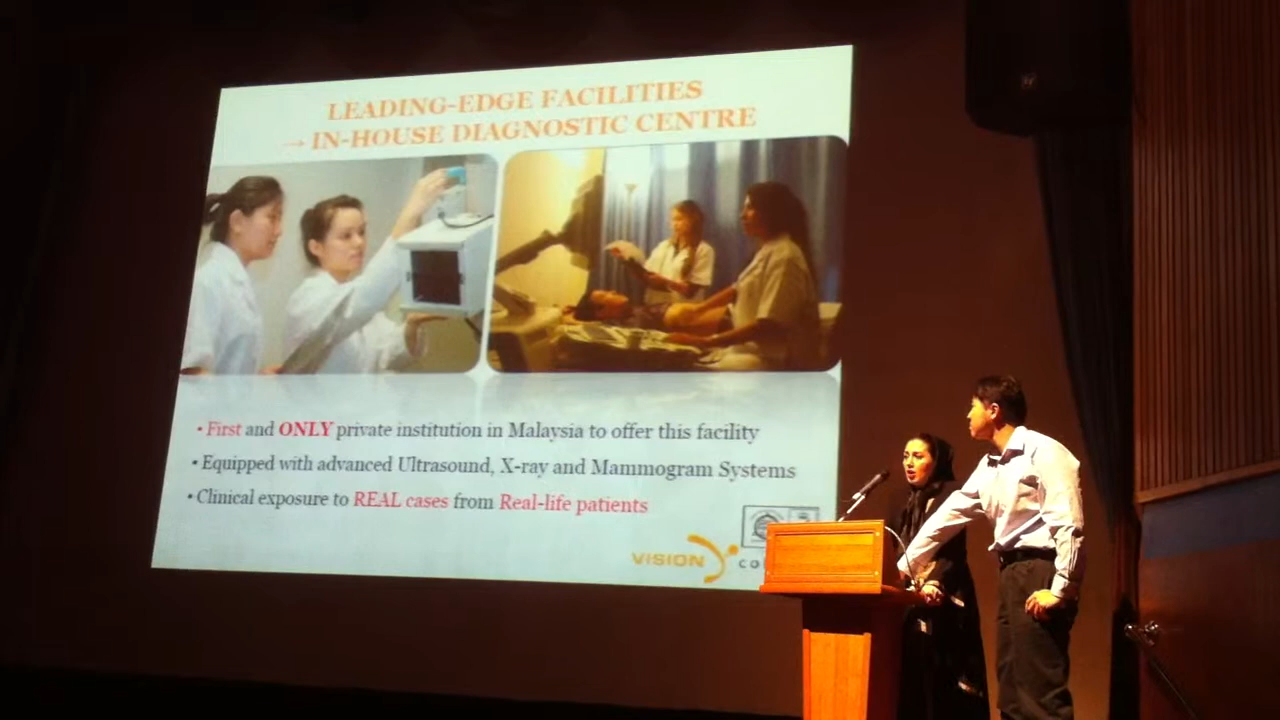 LEADING-EDGE FACILITIES
→ IN-HOUSE DIAGNOSTIC CENTRE
• First and ONLY private institution in Malaysia to offer this facility
• Equipped with advanced Ultrasound, X-ray and Mammogram Systems
• Clinical exposure to REAL cases from Real-life patients
VISION